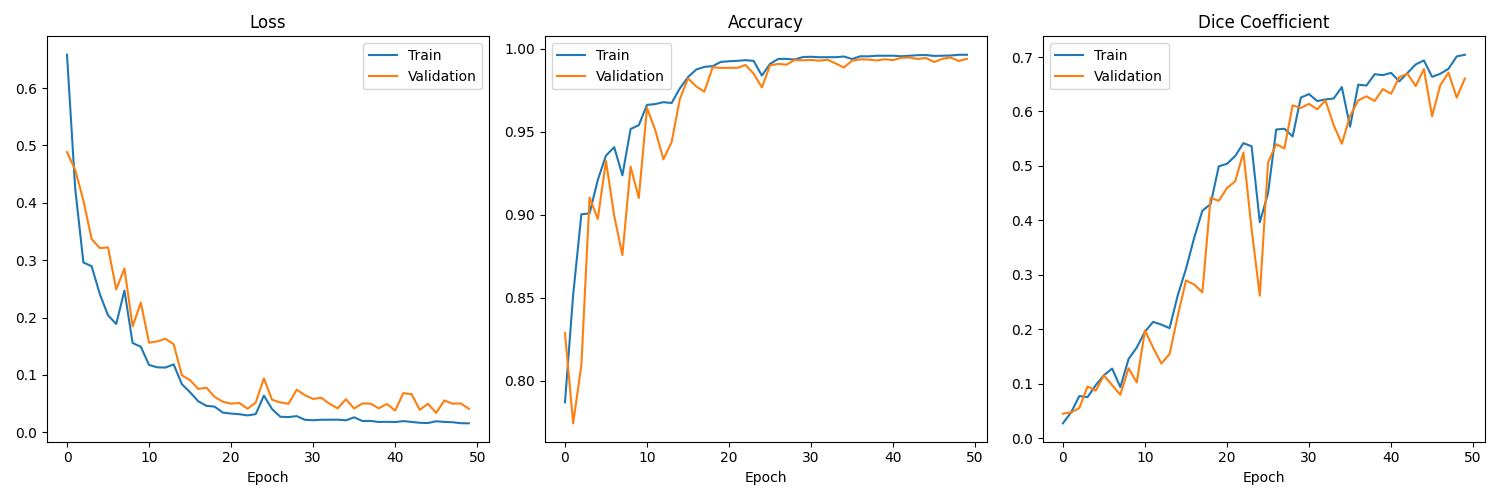 Loss
0.6
0.5
0.4
0.3
0.2
0.1
0.0
0 10 20 30 40 50
Epoch
Train
Validation
Accuracy
1.00
0.95
0.90
0.85
0.80
0 10 20 30 40 50
Epoch
Train
Validation
Dice Coefficient
0.7
0.6
0.5
0.4
0.3
0.2
0.1
0.0
0 10 20 30 40 50
Epoch
Train
Validation